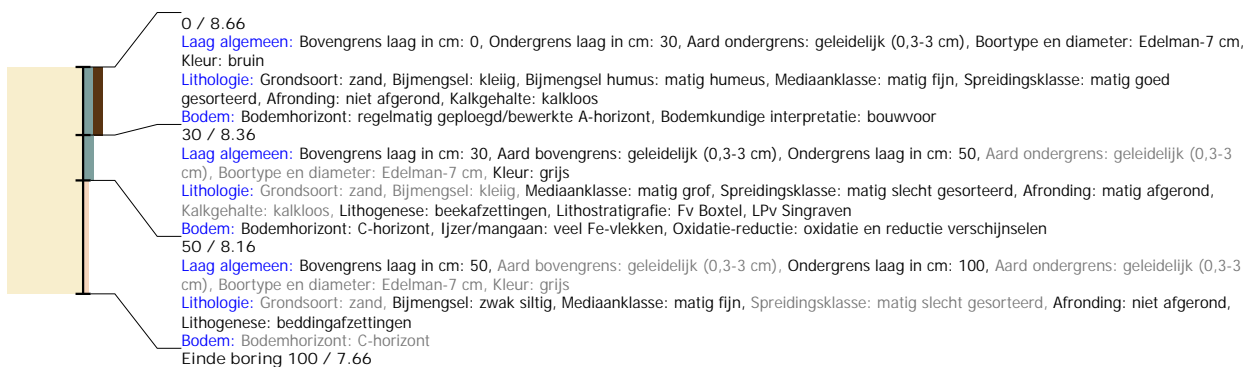 0 / 8.66
Laag algemeen: Bovengrens laag in cm: 0, Ondergrens laag in cm: 30, Aard ondergrens: geleidelijk (0,3-3 cm), Boortype en diameter: Edelman-7 cm,
Kleur: bruin
Lithologie: Grondsoort: zand, Bijmengsel: kleiig, Bijmengsel humus: matig humeus, Mediaanklasse: matig fijn, Spreidingsklasse: matig goed
gesorteerd, Afronding: niet afgerond, Kalkgehalte: kalkloos
Bodem: Bodemhorizont: regelmatig geploegd/bewerkte A-horizont, Bodemkundige interpretatie: bouwvoor
30 / 8.36
Laag algemeen: Bovengrens laag in cm: 30, Aard bovengrens: geleidelijk (0,3-3 cm), Ondergrens laag in cm: 50, Aard ondergrens: geleidelijk (0,3-3
cm), Boortype en diameter: Edelman-7 cm, Kleur: grijs
Lithologie: Grondsoort: zand, Bijmengsel: kleiig, Mediaanklasse: matig grof, Spreidingsklasse: matig slecht gesorteerd, Afronding: matig afgerond,
Kalkgehalte: kalkloos, Lithogenese: beekafzettingen, Lithostratigrafie: Fv Boxtel, LPv Singraven
Bodem: Bodemhorizont: C-horizont, Ijzer/mangaan: veel Fe-vlekken, Oxidatie-reductie: oxidatie en reductie verschijnselen
50 / 8.16
Laag algemeen: Bovengrens laag in cm: 50, Aard bovengrens: geleidelijk (0,3-3 cm), Ondergrens laag in cm: 100, Aard ondergrens: geleidelijk (0,3-3
cm), Boortype en diameter: Edelman-7 cm, Kleur: grijs
Lithologie: Grondsoort: zand, Bijmengsel: zwak siltig, Mediaanklasse: matig fijn, Spreidingsklasse: matig slecht gesorteerd, Afronding: niet afgerond,
Lithogenese: beddingafzettingen
Bodem: Bodemhorizont: C-horizont
Einde boring 100 / 7.66